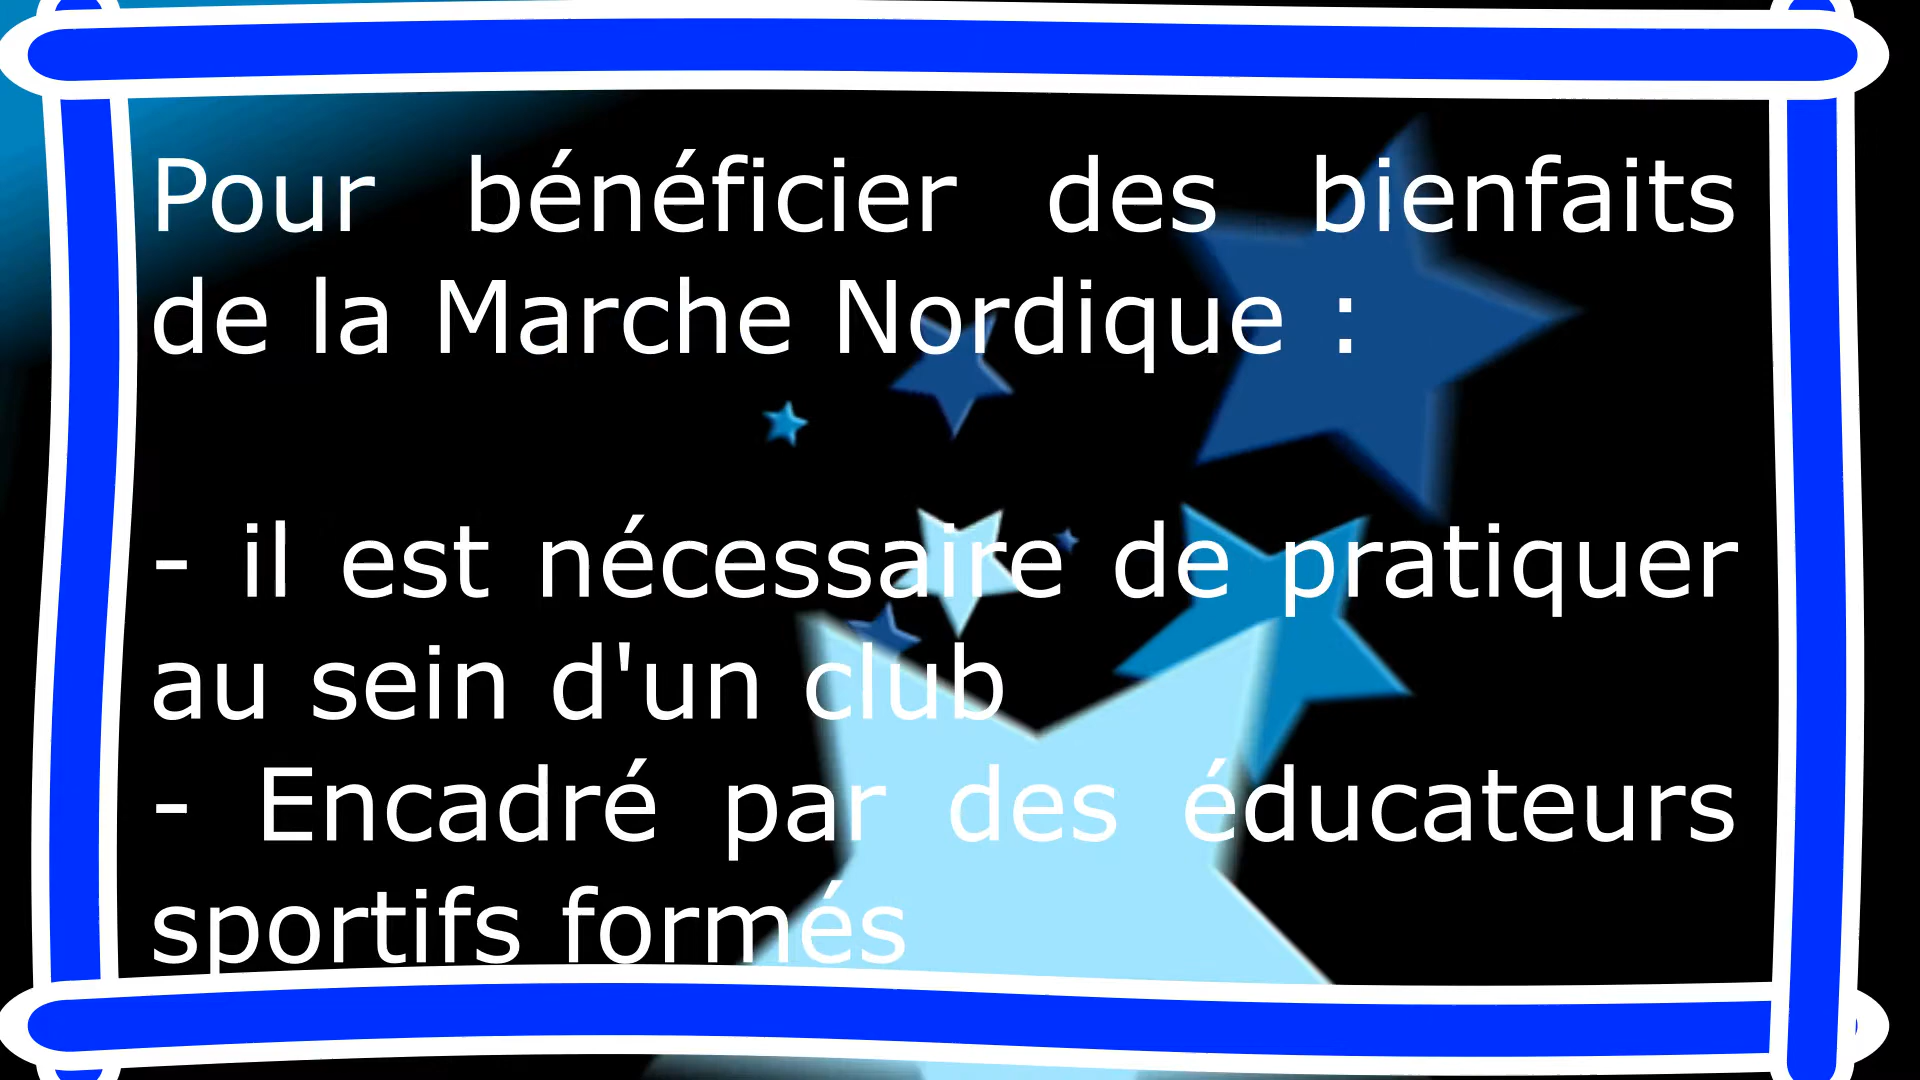 Pour bénéficier des bienfaits
de la Marche Nordique :
- il est nécessaire de pratiquer
au sein d'un club
- Encadré par des éducateurs
sportifs formés